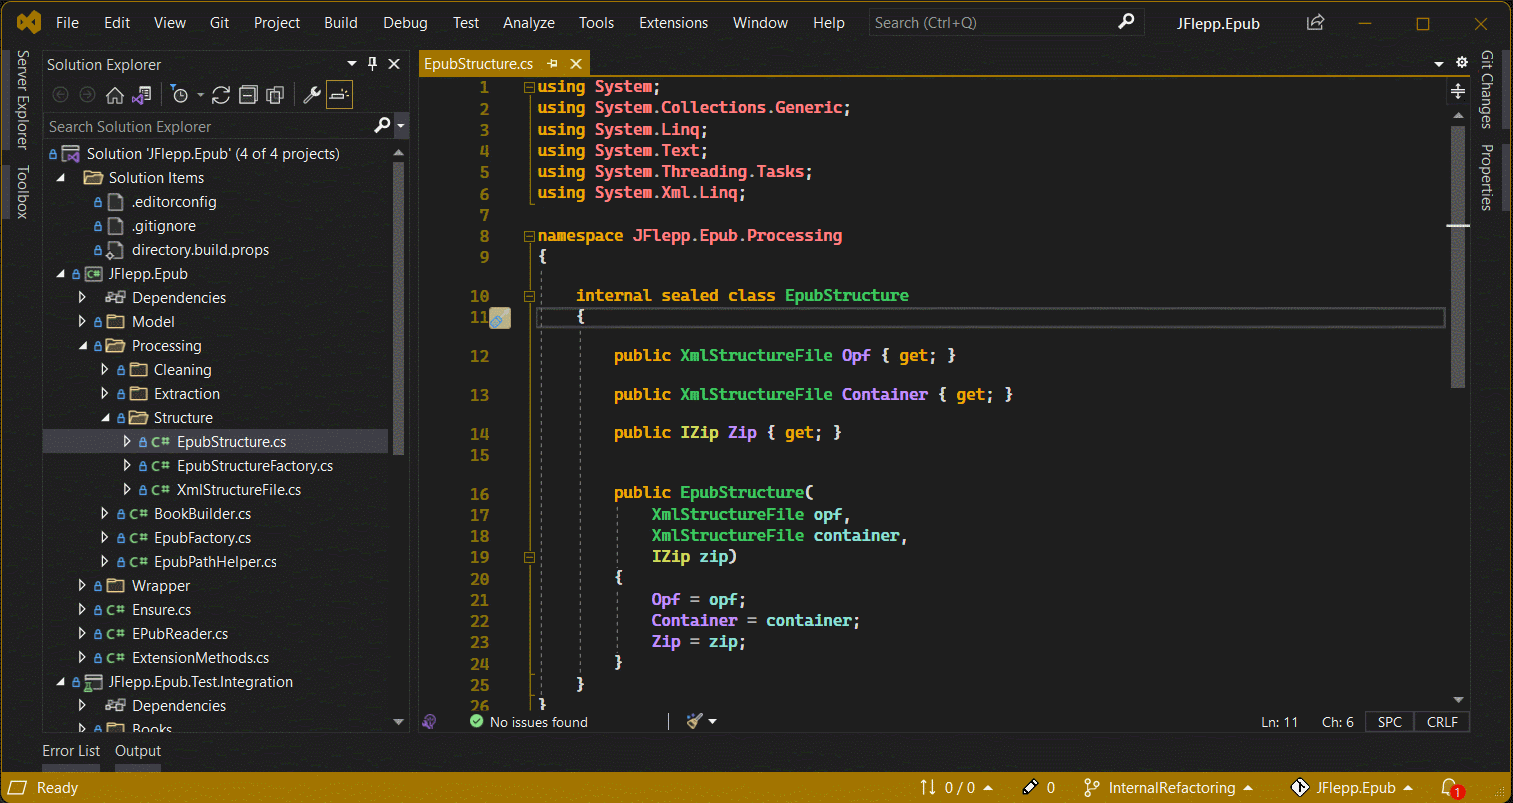 File Edit View Git Project Build Debug Test Analyze Tools Extensions Window Help Search (Ctrl+Q) JFlepp.Epub
Server Explorer
Toolbox
Solution Explorer
Search Solution Explorer
Solution 'JFlepp.Epub' (4 of 4 projects)
Solution Items
.editorconfig
.gitignore
directory.build.props
C# JFlepp.Epub
Dependencies
Model
Processing
Cleaning
Extraction
Structure
C# EpubStructure.cs
C# EpubStructureFactory.cs
C# XmlStructureFile.cs
C# BookBuilder.cs
C# EpubFactory.cs
C# EpubPathHelper.cs
Wrapper
C# Ensure.cs
C# EPubReader.cs
C# ExtensionMethods.cs
JFlepp.Epub.Test.Integration
Dependencies
Books
EpubStructure.cs
1 using System;
2 using System.Collections.Generic;
3 using System.Linq;
4 using System.Text;
5 using System.Threading.Tasks;
6 using System.Xml.Linq;
7
8 namespace JFlepp.Epub.Processing
9 {
10 internal sealed class EpubStructure
11 {
12 public XmlStructureFile Opf { get; }
13 public XmlStructureFile Container { get; }
14 public IZip Zip { get; }
15
16 public EpubStructure(
17 XmlStructureFile opf,
18 XmlStructureFile container,
19 IZip zip)
20 {
21 Opf = opf;
22 Container = container;
23 Zip = zip;
24 }
25 }
26 }
No issues found Ln: 11 Ch: 6 SPC CRLF
Git Changes
Properties
Error List Output
Ready 0 / 0 0 InternalRefactoring JFlepp.Epub 1